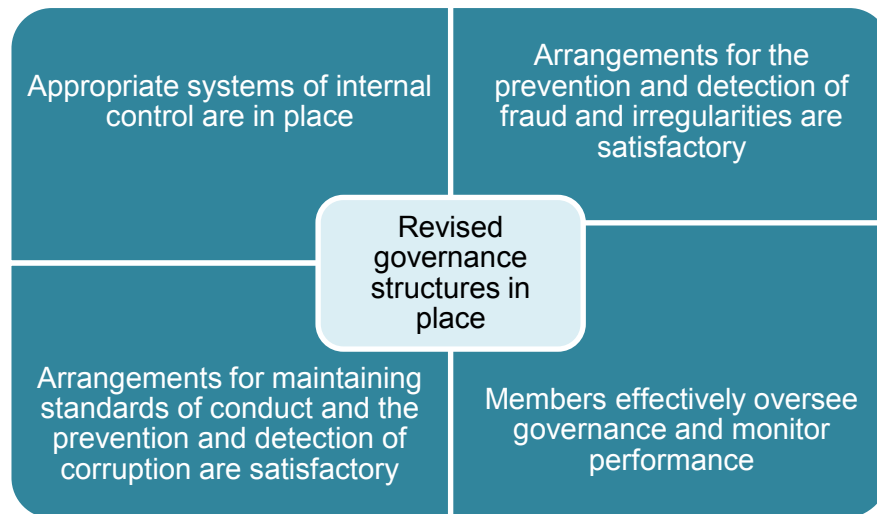 Appropriate systems of internal
control are in place
Arrangements for the
prevention and detection of
fraud and irregularities are
satisfactory
Revised
governance
structures in
place
Arrangements for maintaining
standards of conduct and the
prevention and detection of
corruption are satisfactory
Members effectively oversee
governance and monitor
performance